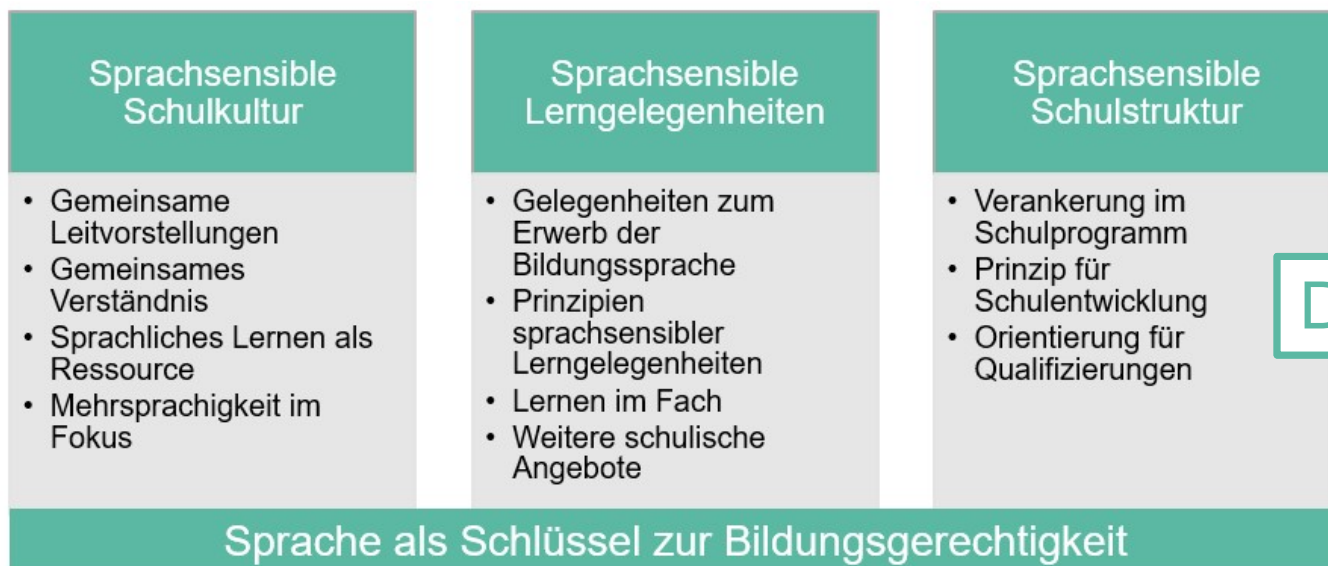 Sprachsensible
Schulkultur
• Gemeinsame
Leitvorstellungen
• Gemeinsames
Verständnis
• Sprachliches Lernen als
Ressource
• Mehrsprachigkeit im
Fokus
Sprachsensible
Lerngelegenheiten
• Gelegenheiten zum
Erwerb der
Bildungssprache
• Prinzipien
sprachsensibler
Lerngelegenheiten
• Lernen im Fach
• Weitere schulische
Angebote
Sprachsensible
Schulstruktur
• Verankerung im
Schulprogramm
• Prinzip für
Schulentwicklung
• Orientierung für
Qualifizierungen
D
Sprache als Schlüssel zur Bildungsgerechtigkeit